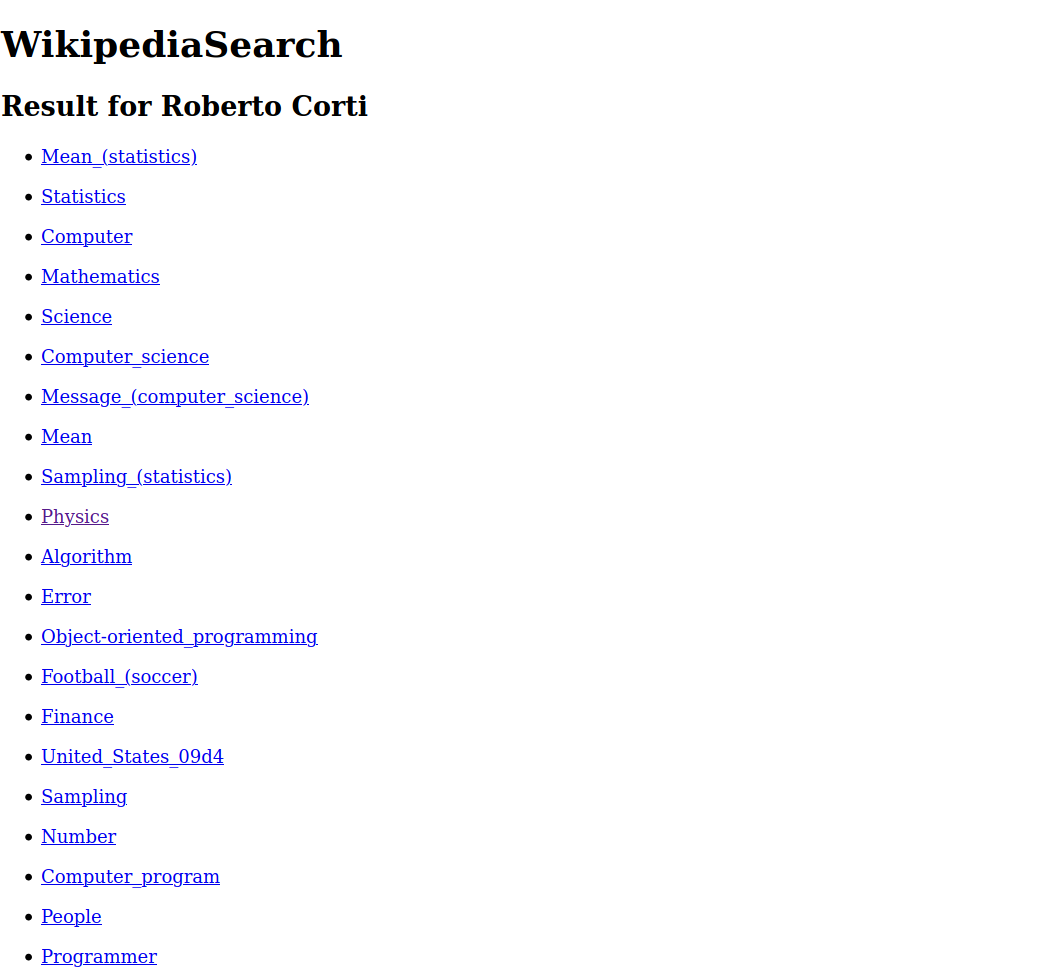 WikipediaSearch
Result for Roberto Corti
Mean_(statistics)
Statistics
Computer
Mathematics
Science
Computer_science
Message_(computer_science)
Mean
Sampling_(statistics)
Physics
Algorithm
Error
Object-oriented_programming
Football_(soccer)
Finance
United_States_09d4
Sampling
Number
Computer_program
People
Programmer